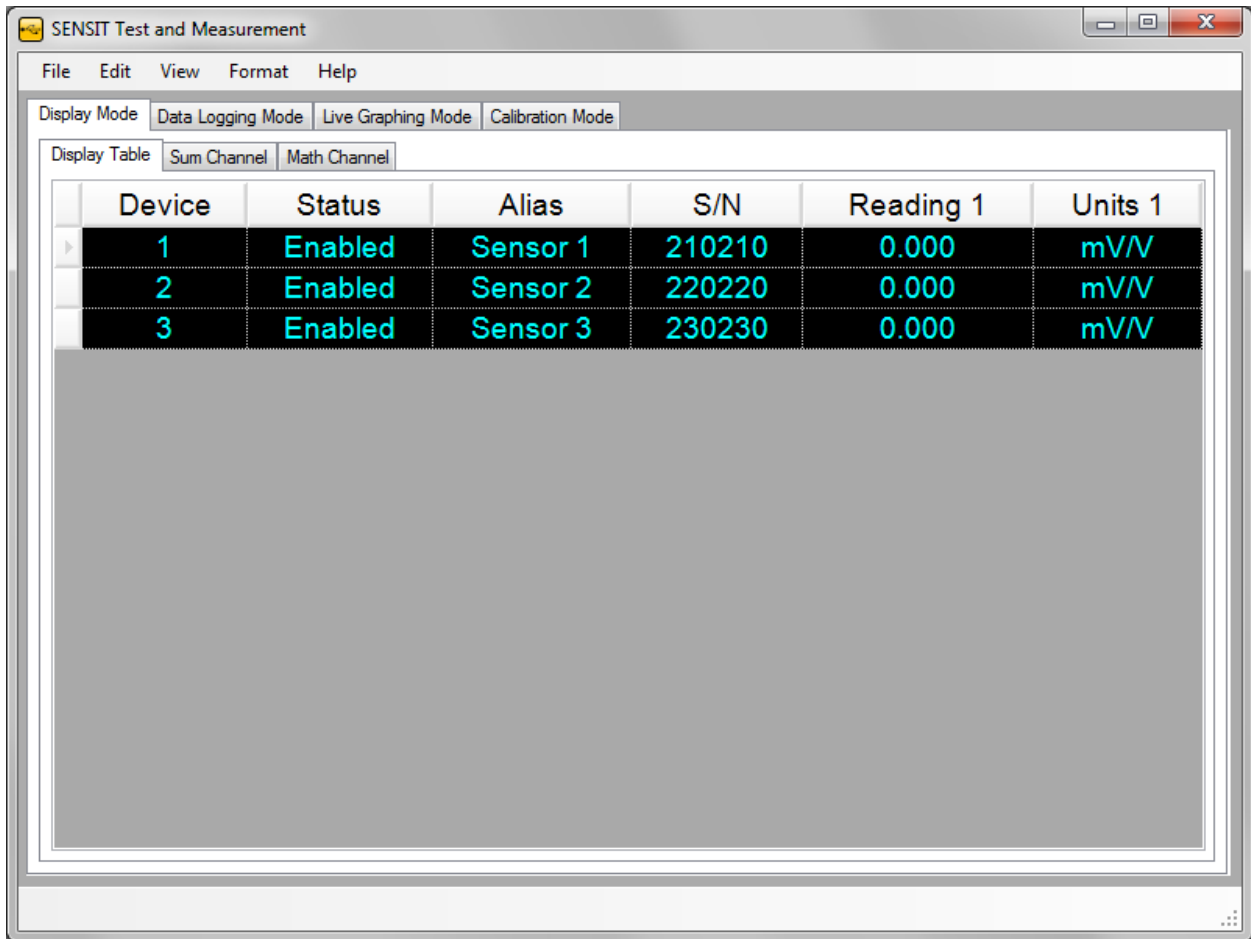 SENSIT Test and Measurement
File Edit View Format Help
Display Mode Data Logging Mode Live Graphing Mode Calibration Mode
Display Table Sum Channel Math Channel
Device Status Alias S/N Reading 1 Units 1
1 Enabled Sensor 1 210210 0.000 mV/V
2 Enabled Sensor 2 220220 0.000 mV/V
3 Enabled Sensor 3 230230 0.000 mV/V